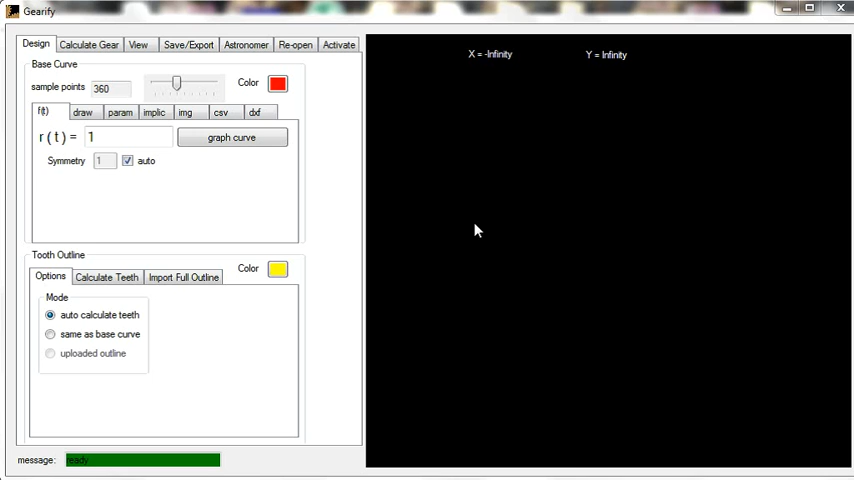 Gearify
Design Calculate Gear View Save/Export Astronomer Re-open Activate
X = -Infinity Y = Infinity
Base Curve
sample points 360 Color
f(t) draw param implic img csv dxf
r ( t ) = 1 graph curve
Symmetry 1 auto
Tooth Outline
Color
Options Calculate Teeth Import Full Outline
Mode
auto calculate teeth
same as base curve
uploaded outline
message: ready